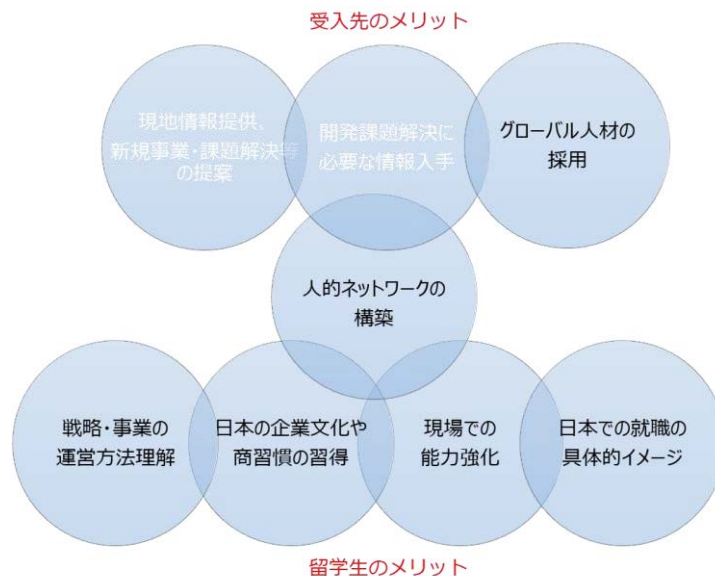 受入先のメリット
現地情報提供、
新規事業・課題解決等
の提案
開発課題解決に
必要な情報入手
グローバル人材の
採用
人的ネットワークの
構築
戦略・事業の
運営方法理解
日本の企業文化や
商習慣の習得
現場での
能力強化
日本での就職の
具体的イメージ
留学生のメリット